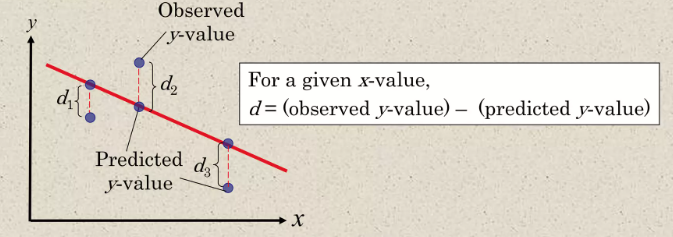 Observed
y-value
y
d1
d2
For a given x-value,
d = (observed y-value) – (predicted y-value)
Predicted
y-value
d3
x